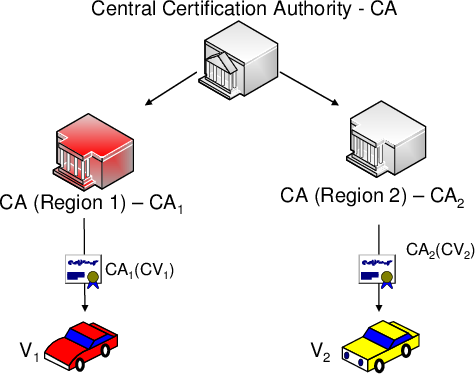 Central Certification Authority - CA
CA (Region 1) – CA₁
CA (Region 2) – CA₂
CA₁(CV₁)
CA₂(CV₂)
V₁
V₂